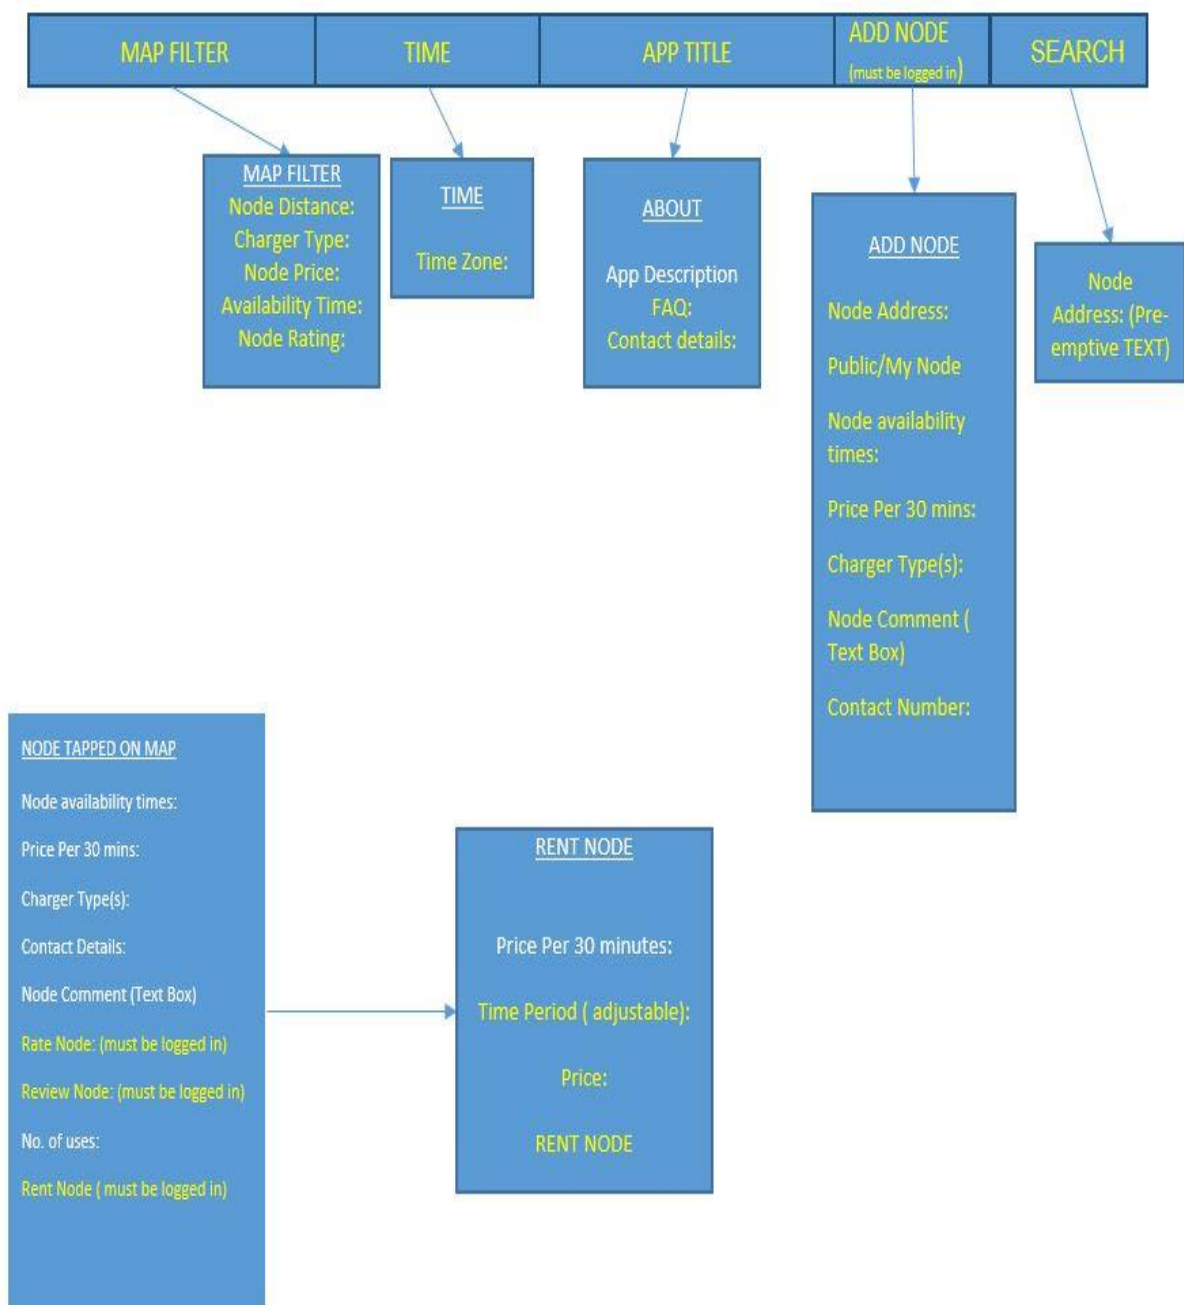 MAP FILTER
TIME
APP TITLE
ADD NODE
(must be logged in)
SEARCH
MAP FILTER
Node Distance:
Charger Type:
Node Price:
Availability Time:
Node Rating:
TIME
Time Zone:
ABOUT
App Description
FAQ:
Contact details:
ADD NODE
Node Address:
Public/My Node
Node availability
times:
Price Per 30 mins:
Charger Type(s):
Node Comment (
Text Box)
Contact Number:
Node
Address: (Pre-
emptive TEXT)
NODE TAPPED ON MAP
Node availability times:
Price Per 30 mins:
Charger Type(s):
Contact Details:
Node Comment (Text Box)
Rate Node: (must be logged in)
Review Node: (must be logged in)
No. of uses:
Rent Node ( must be logged in)
RENT NODE
Price Per 30 minutes:
Time Period ( adjustable):
Price:
RENT NODE